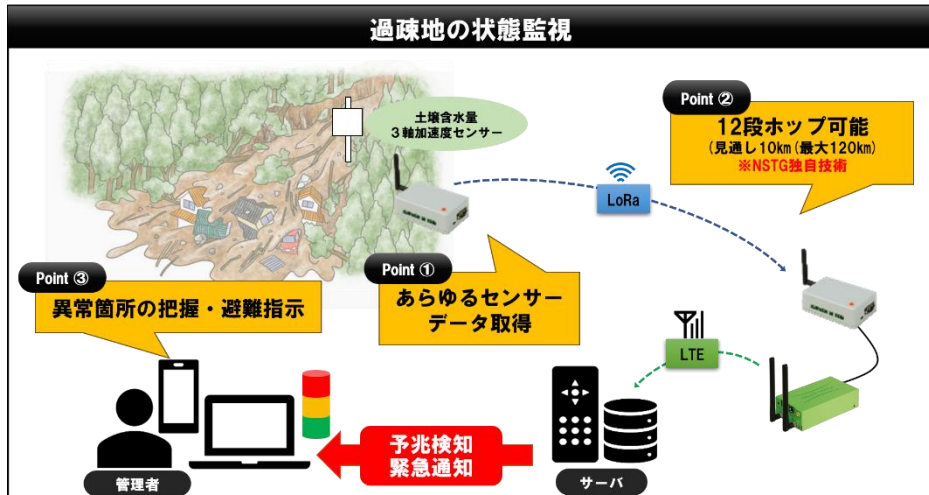 過疎地の状態監視
土壌含水量
3軸加速度センサー
Point ②
12段ホップ可能
(見通し10km(最大120km)
※NSTG独自技術
LoRa
Point ③
異常箇所の把握・避難指示
Point ①
あらゆるセンサー
データ取得
LTE
予兆検知
緊急通知
管理者
サーバ